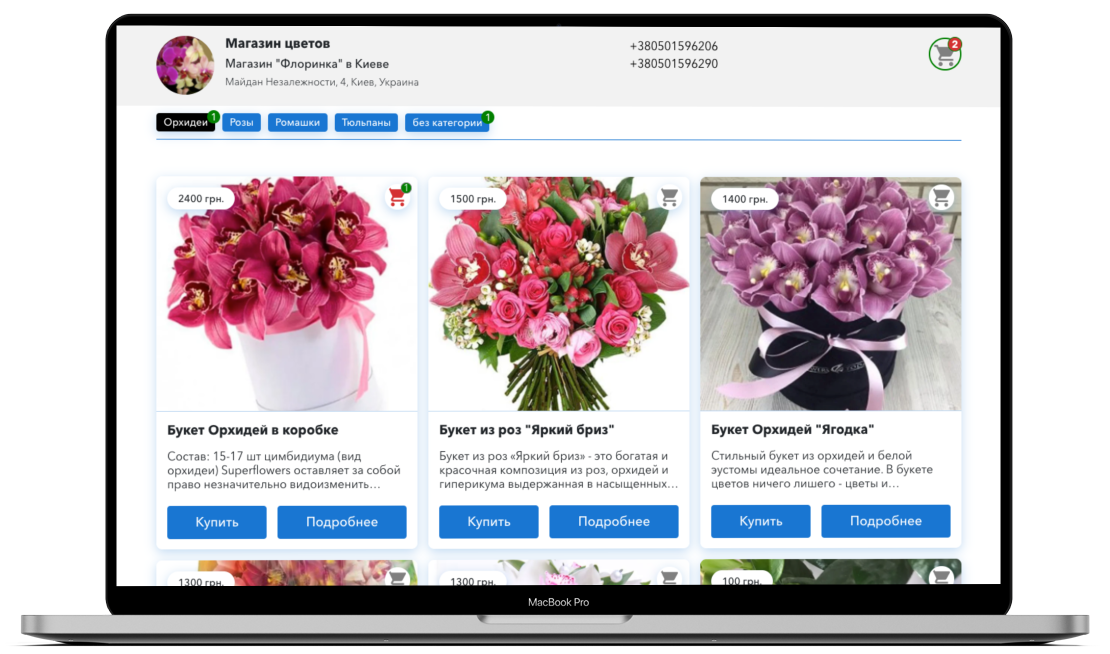 Магазин цветов
Магазин "Флоринка" в Киеве
Майдан Незалежности, 4, Киев, Украина
+380501596206
+380501596290
2
Орхидеи 1
Розы
Ромашки
Тюльпаны
без категории 1
2400 грн.
1
1500 грн.
1400 грн.
Букет Орхидей в коробке
Состав: 15-17 шт цимбидиума (вид
орхидеи) Superflowers оставляет за собой
право незначительно видоизменить...
Купить
Подробнее
Букет из роз "Яркий бриз"
Букет из роз «Яркий бриз» - это богатая и
красочная композиция из роз, орхидей и
гиперикума выдержанная в насыщенных...
Купить
Подробнее
Букет Орхидей "Ягодка"
Стильный букет из орхидей и белой
эустомы идеальное сочетание. В букете
цветов ничего лишего - цветы и...
Купить
Подробнее
1300 грн.
1300 грн.
100 грн.
MacBook Pro